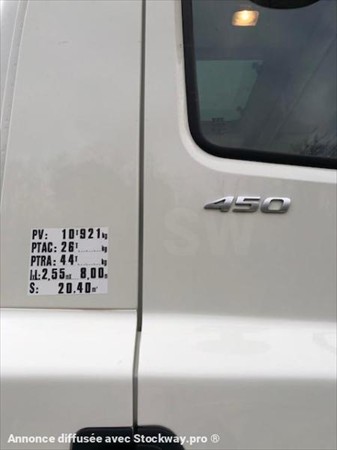 450
PV: 10T921kg
PTAC: 26T kg
PTRA: 44T kg
L.l: 2,55m 8,00m
S: 20.40m²
Annonce diffusée avec Stockway.pro ®